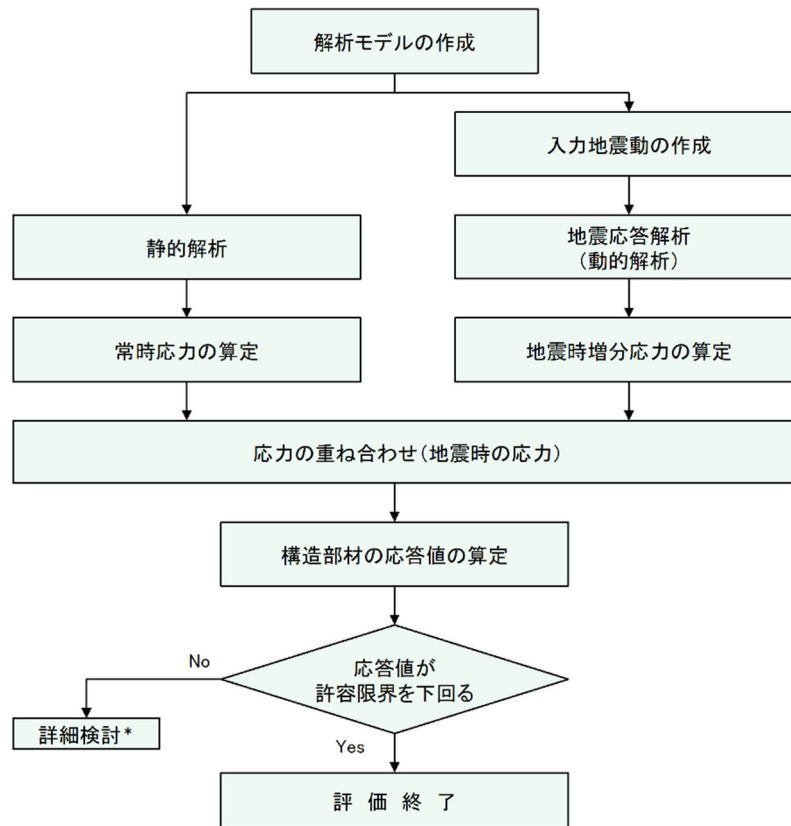 解析モデルの作成
入力地震動の作成
静的解析
地震応答解析
(動的解析)
常時応力の算定
地震時増分応力の算定
応力の重ね合わせ(地震時の応力)
構造部材の応答値の算定
応答値が
許容限界を下回る
No
詳細検討*
Yes
評 価 終 了